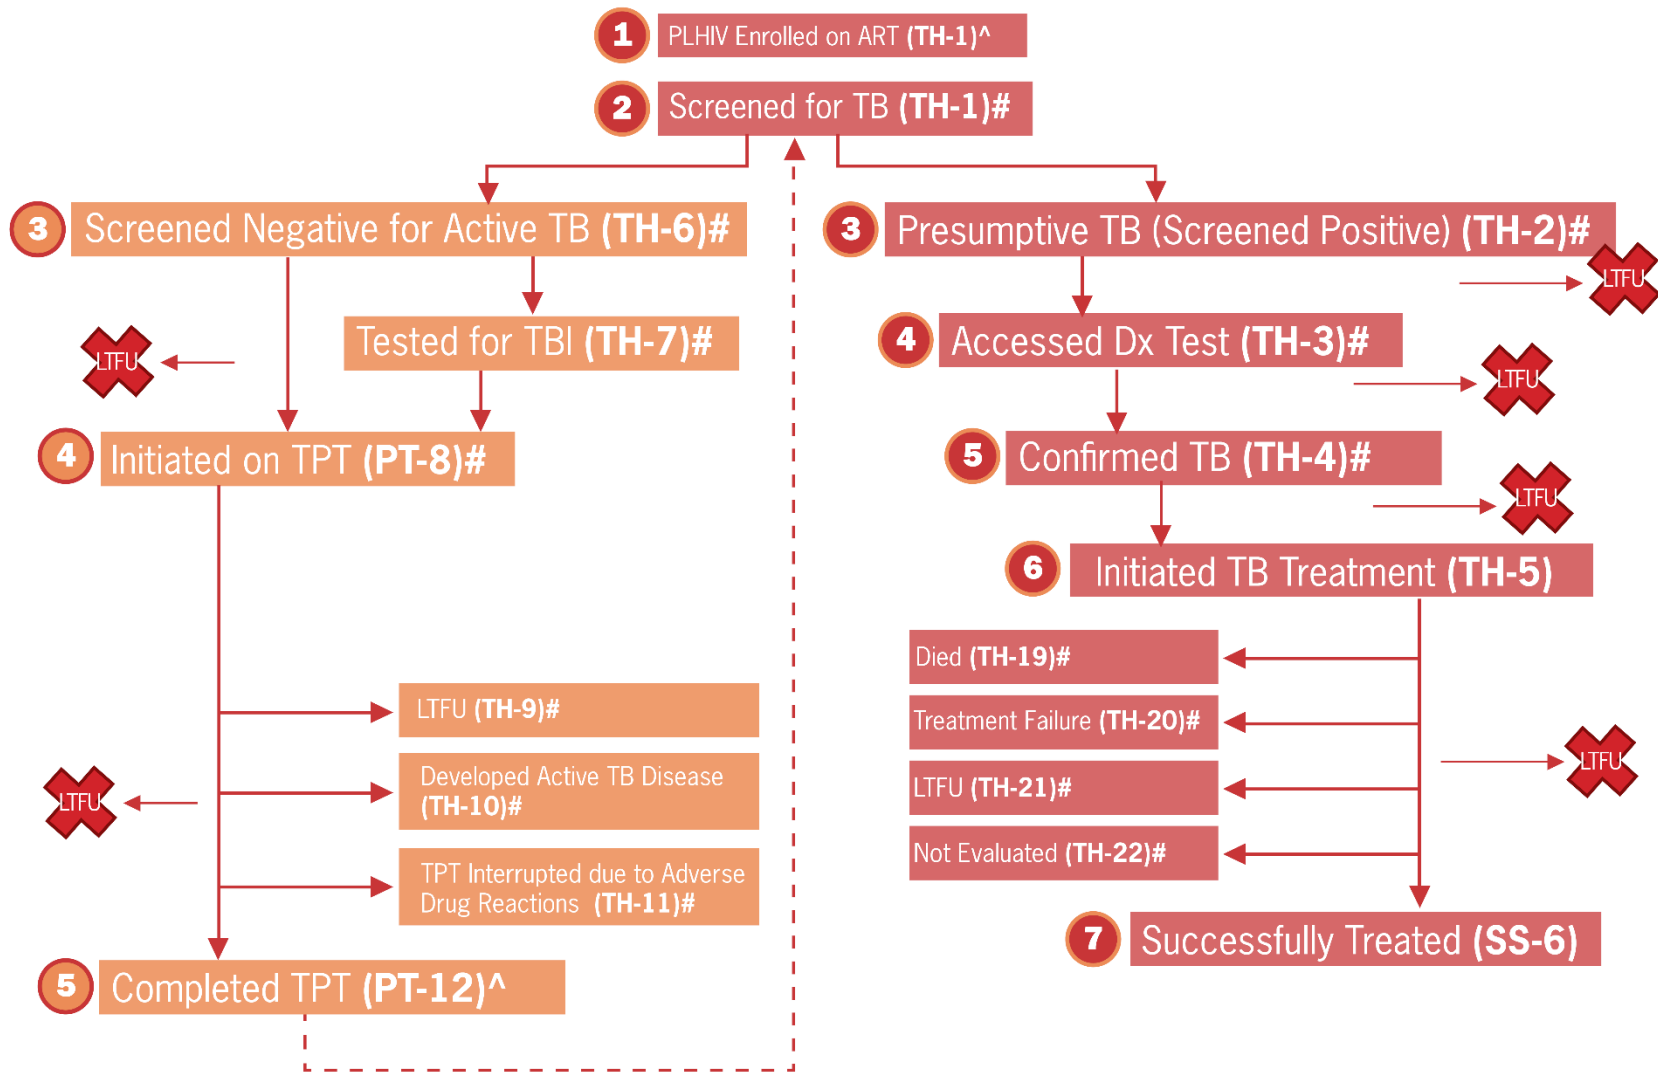 1
PLHIV Enrolled on ART (TH-1)^
2
Screened for TB (TH-1)#
3
Screened Negative for Active TB (TH-6)#
3
Presumptive TB (Screened Positive) (TH-2)#
LTFU
Tested for TBI (TH-7)#
LTFU
4
Accessed Dx Test (TH-3)#
LTFU
4
Initiated on TPT (PT-8)#
5
Confirmed TB (TH-4)#
LTFU
6
Initiated TB Treatment (TH-5)
Died (TH-19)#
Treatment Failure (TH-20)#
LTFU (TH-21)#
Not Evaluated (TH-22)#
LTFU
LTFU (TH-9)#
Developed Active TB Disease
(TH-10)#
TPT Interrupted due to Adverse
Drug Reactions (TH-11)#
LTFU
7
Successfully Treated (SS-6)
5
Completed TPT (PT-12)^